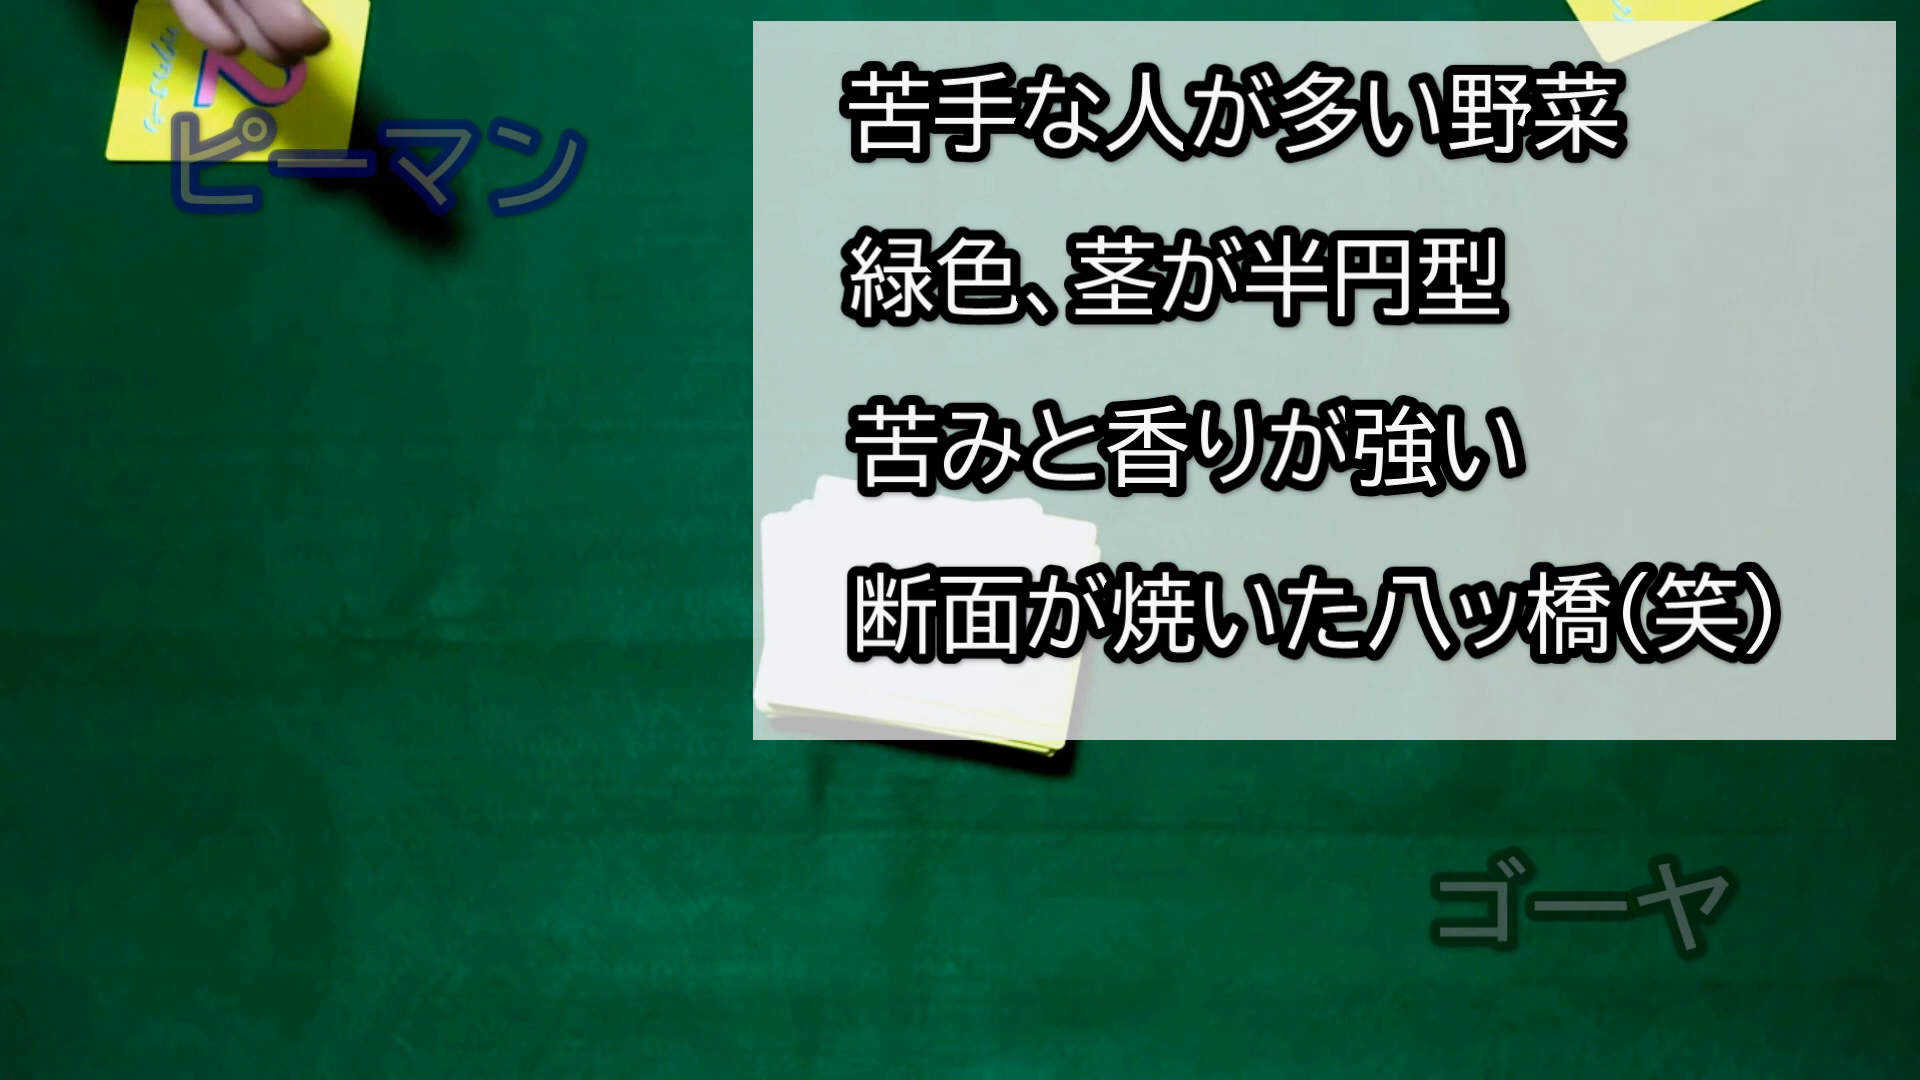 ピーマン
苦手な人が多い野菜
緑色、茎が半円型
苦みと香りが強い
断面が焼いた八ッ橋（笑）
ゴーヤ